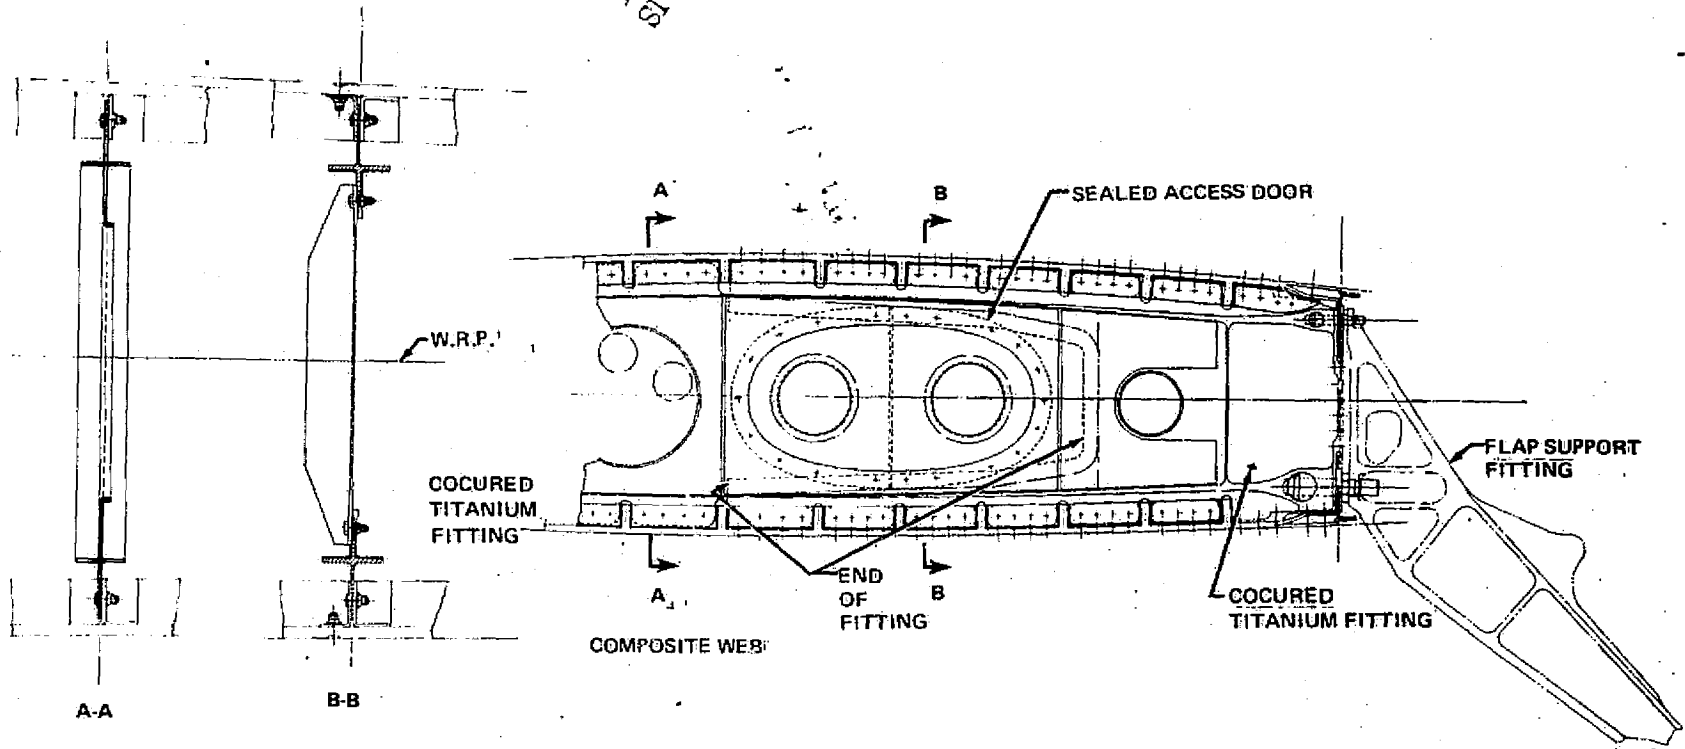 A
B
SEALED ACCESS DOOR
W.R.P.
FLAP SUPPORT
FITTING
COCURED
TITANIUM
FITTING
END
OF
FITTING
A
B
COCURED
TITANIUM FITTING
COMPOSITE WEB
A-A
B-B